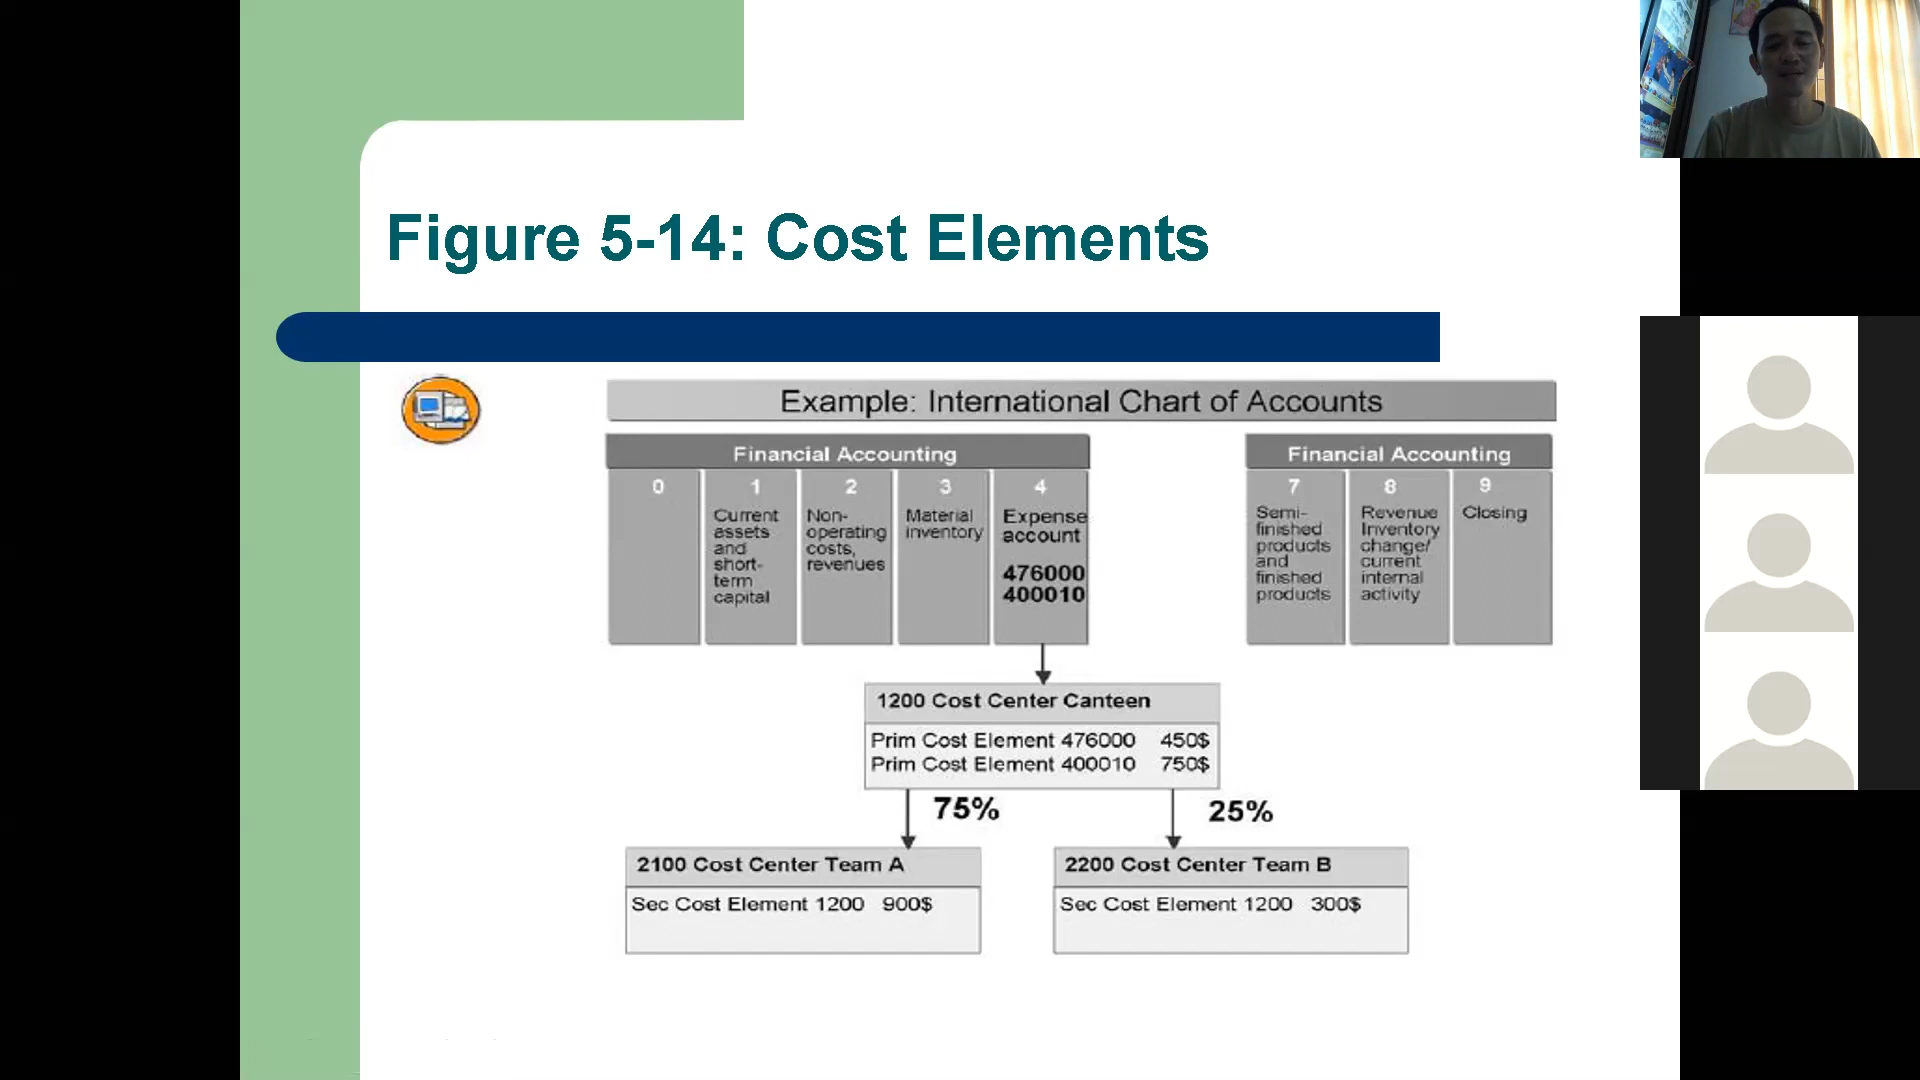 Figure 5-14: Cost Elements
Example: International Chart of Accounts
Financial Accounting
0
1
Current
assets
and
short-
term
capital
2
Non-
operating
costs,
revenues
3
Material
inventory
4
Expense
account
476000
400010
Financial Accounting
7
Semi-
finished
products
and
finished
products
8
Revenue
Inventory
change/
current
internal
activity
9
Closing
1200 Cost Center Canteen
Prim Cost Element 476000 450$
Prim Cost Element 400010 750$
75%
25%
2100 Cost Center Team A
Sec Cost Element 1200 900$
2200 Cost Center Team B
Sec Cost Element 1200 300$